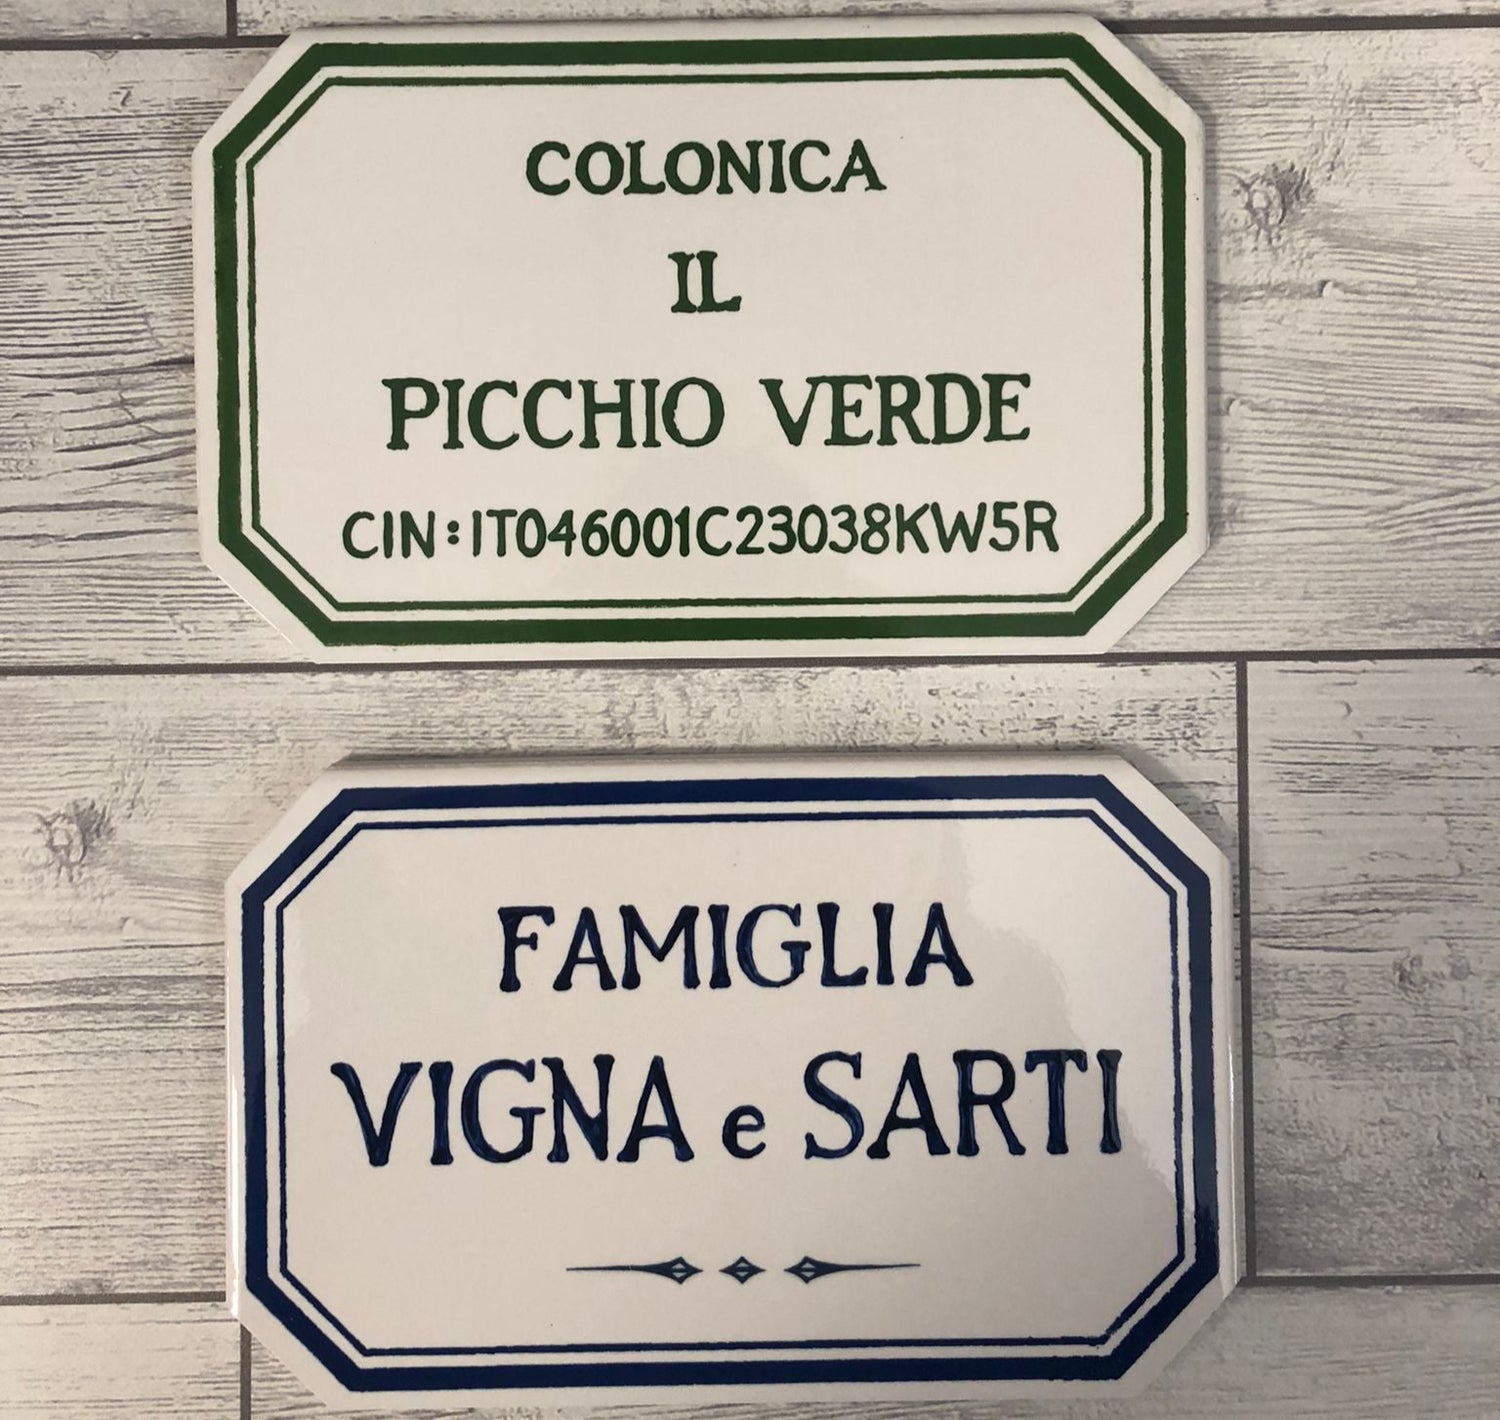 COLONICA
IL
PICCHIO VERDE
CIN:IT046001C23038KW5R
FAMIGLIA
VIGNA e SARTI